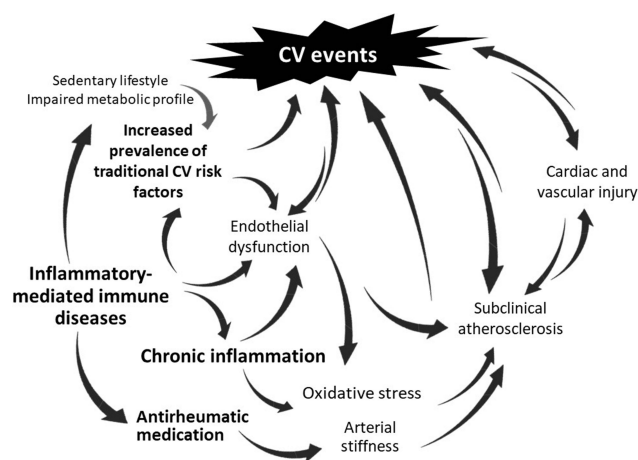 CV events
Sedentary lifestyle
Impaired metabolic profile
Increased
prevalence of
traditional CV risk
factors
Cardiac and
vascular injury
Endothelial
dysfunction
Inflammatory-
mediated immune
diseases
Subclinical
atherosclerosis
Chronic inflammation
Oxidative stress
Antirheumatic
medication
Arterial
stiffness